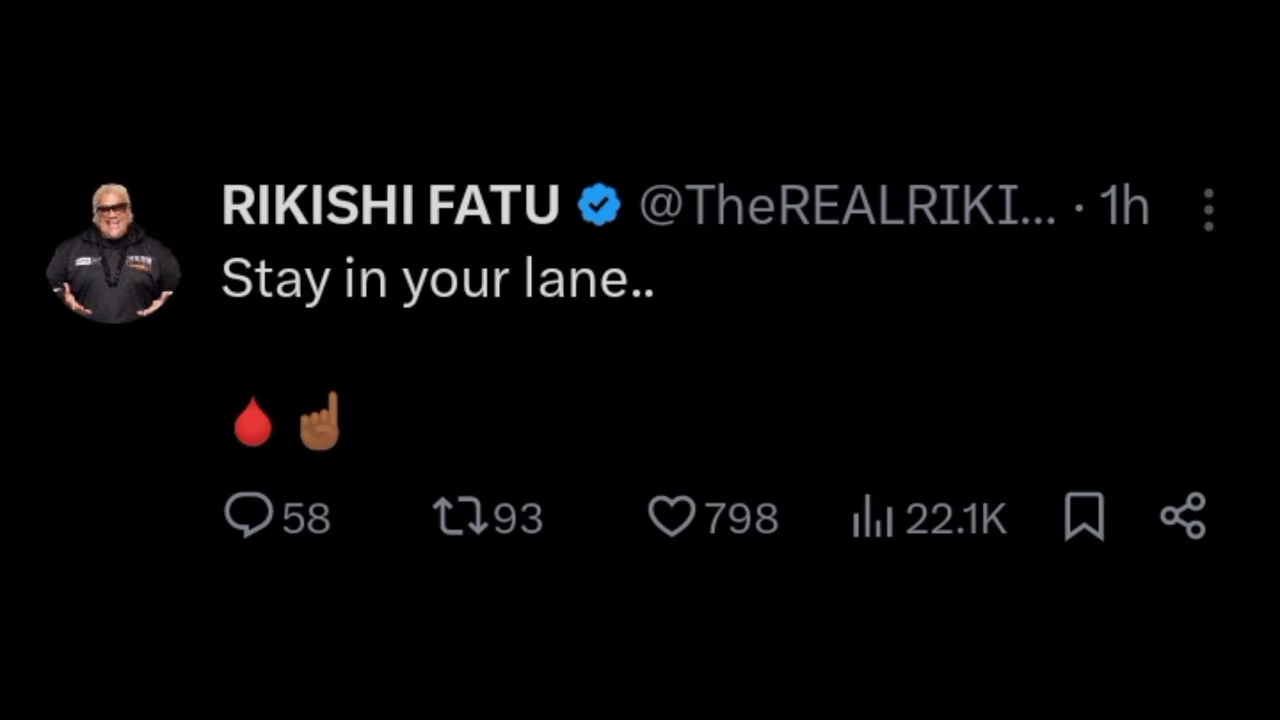 RIKISHI FATU @TheREALRIKI... · 1h
Stay in your lane..
🩸☝🏾
58 93 798 22.1K